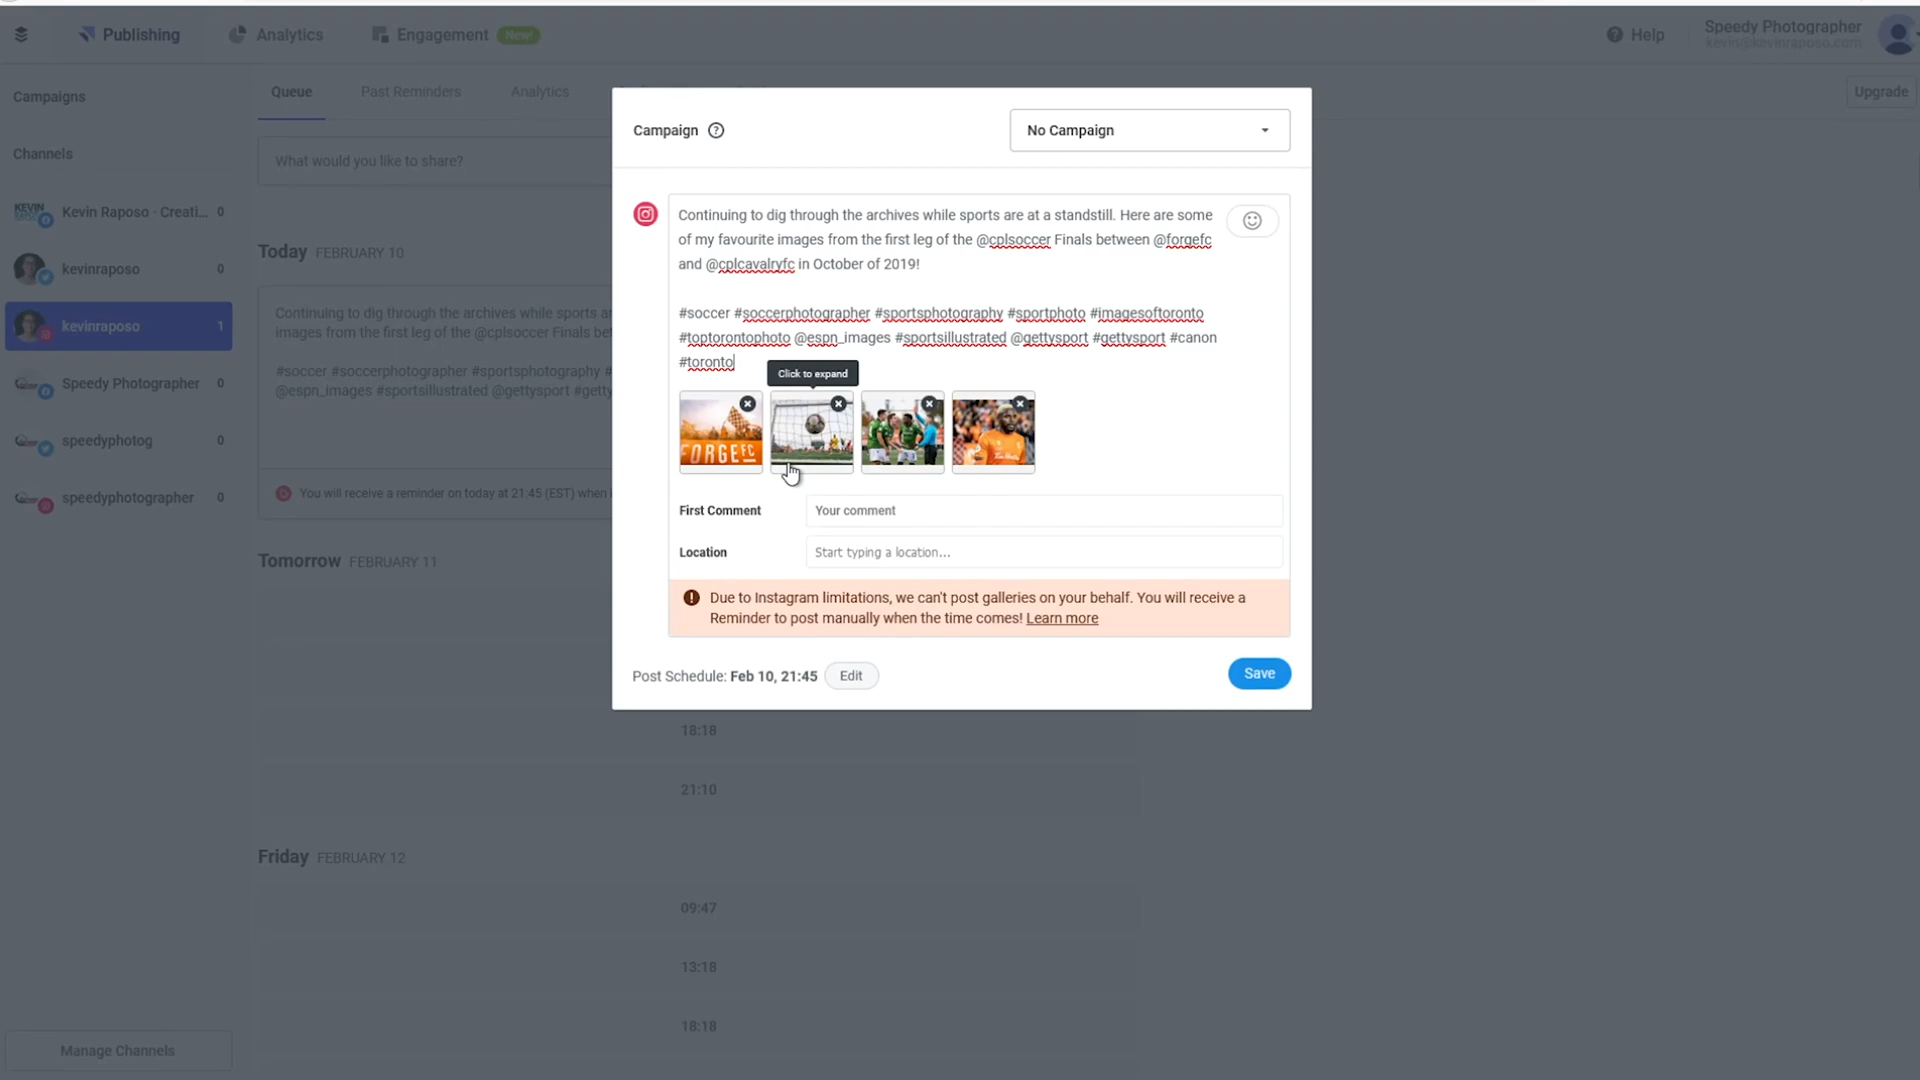 Publishing
Analytics
Engagement New!
Help
Speedy Photographer
kevin@kevinraposo.com
Campaigns
Queue
Past Reminders
Analytics
Upgrade
Channels
What would you like to share?
KEVIN
RAPOSO
Kevin Raposo · Creati... 0
kevinraposo 0
kevinraposo 1
Speedy Photographer 0
speedyphotog 0
speedyphotographer 0
Manage Channels
Today FEBRUARY 10
Continuing to dig through the archives while sports ar
images from the first leg of the @cplsoccer Finals bet
#soccer #soccerphotographer #sportsphotography #
@espn_images #sportsillustrated @gettysport #getty
You will receive a reminder on today at 21:45 (EST) when i
Tomorrow FEBRUARY 11
18:18
21:10
Friday FEBRUARY 12
09:47
13:18
18:18
Campaign ?
No Campaign
Continuing to dig through the archives while sports are at a standstill. Here are some
of my favourite images from the first leg of the @cplsoccer Finals between @forgefc
and @cplcavalryfc in October of 2019!
#soccer #soccerphotographer #sportsphotography #sportphoto #imagesoftoronto
#toptorontophoto @espn_images #sportsillustrated @gettysport #gettysport #canon
#toronto
Click to expand
FORGE FC
First Comment
Your comment
Location
Start typing a location...
Due to Instagram limitations, we can't post galleries on your behalf. You will receive a
Reminder to post manually when the time comes! Learn more
Post Schedule: Feb 10, 21:45
Edit
Save